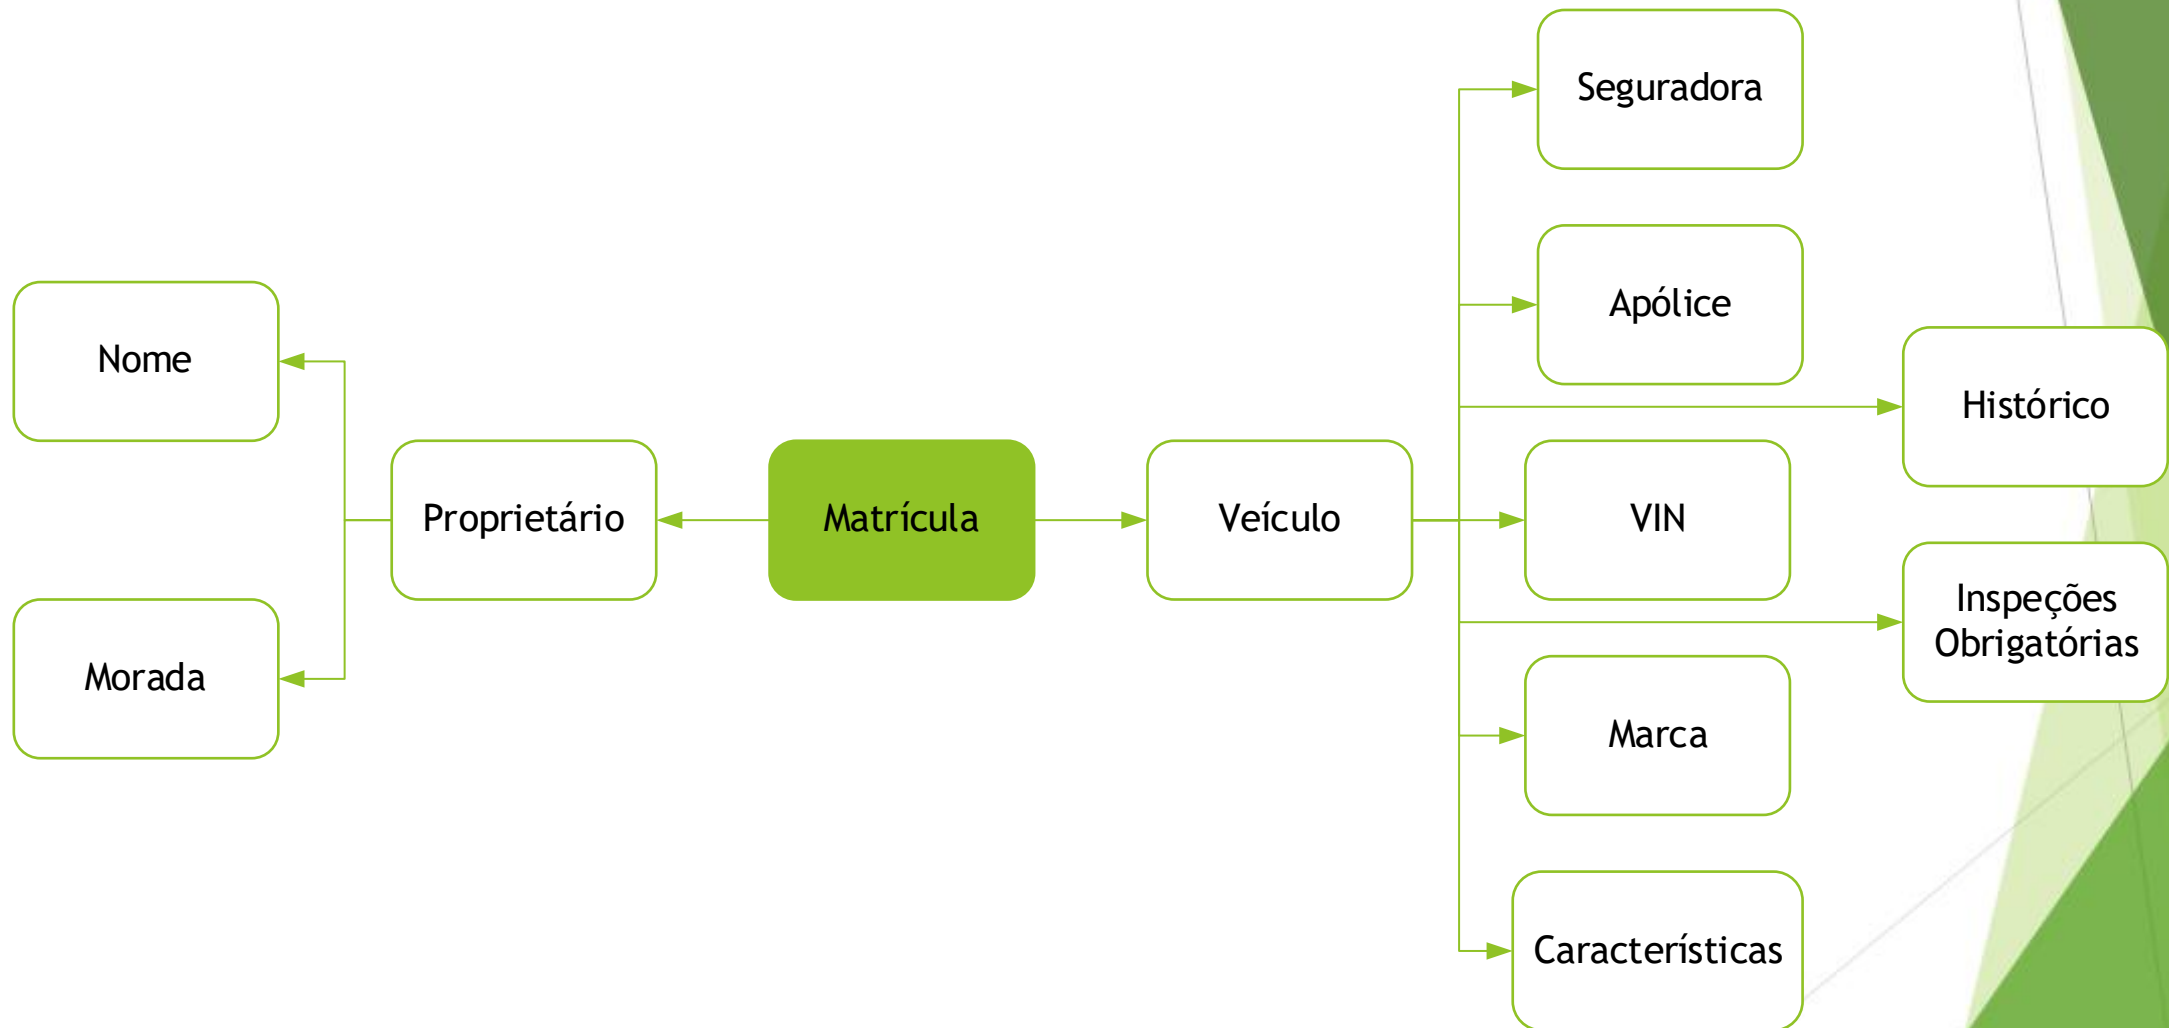 Seguradora
Apólice
Nome
Histórico
Proprietário
Matrícula
Veículo
VIN
Inspeções
Obrigatórias
Morada
Marca
Características